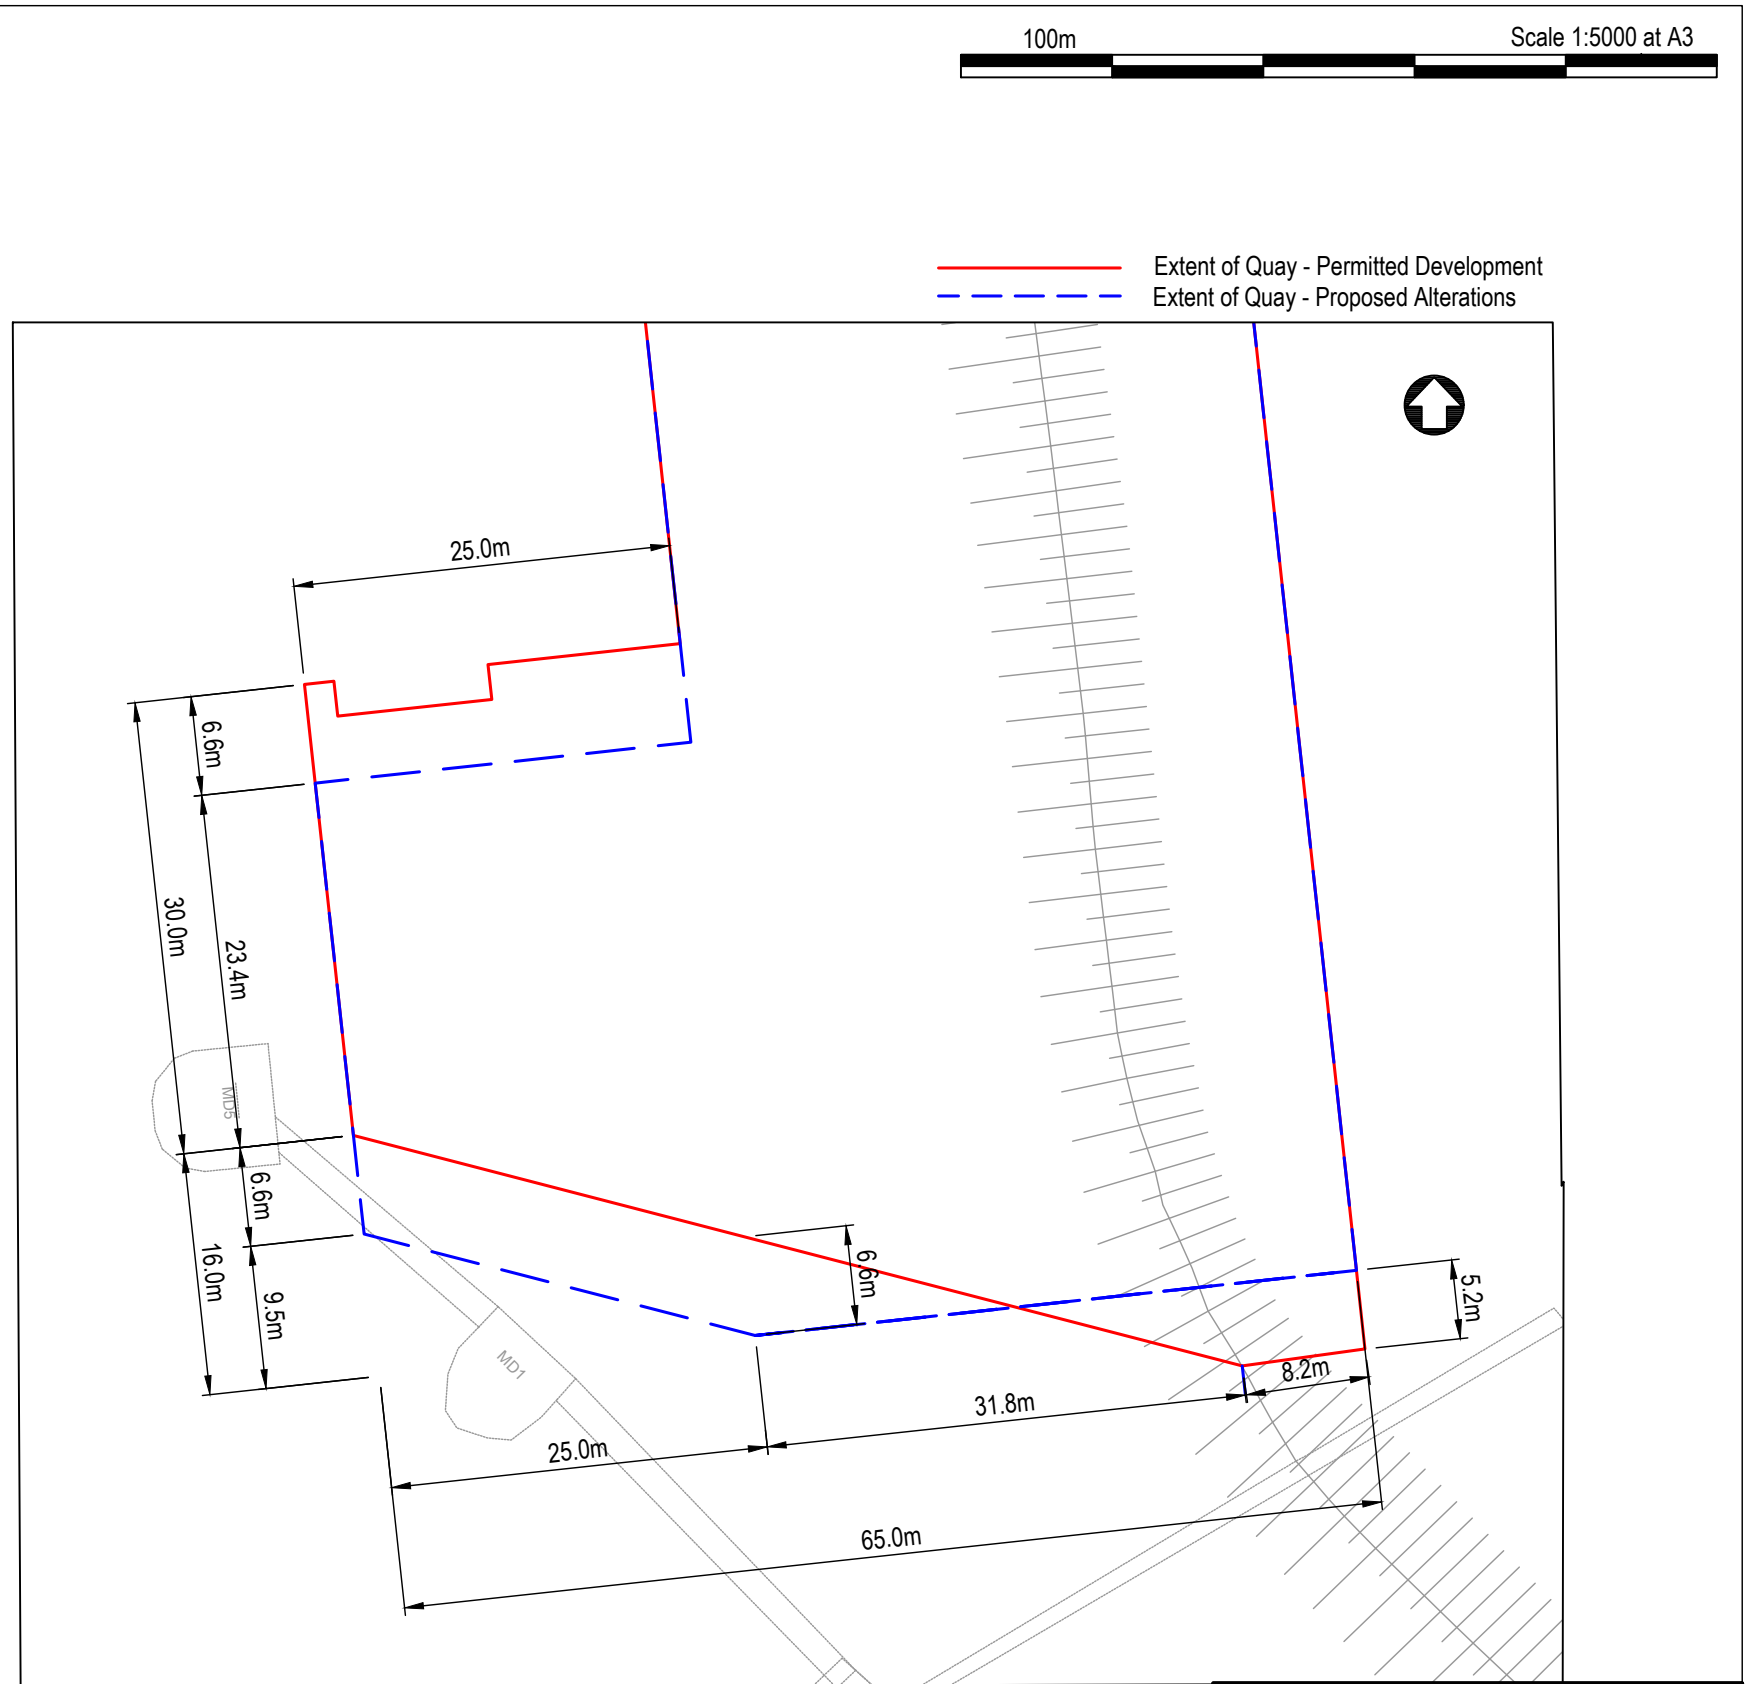 100m
Scale 1:5000 at A3
Extent of Quay - Permitted Development
Extent of Quay - Proposed Alterations
25.0m
6.6m
30.0m
23.4m
MD5
6.6m
16.0m
9.5m
6.6m
5.2m
MD1
8.2m
31.8m
25.0m
65.0m